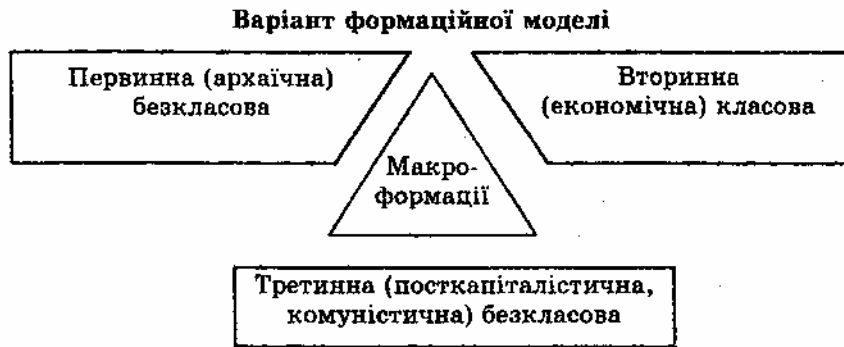 Варіант формаційної моделі
Первинна (архаїчна)
безкласова
Вторинна
(економічна) класова
Макро-
формації
Третинна (посткапіталістична,
комуністична) безкласова